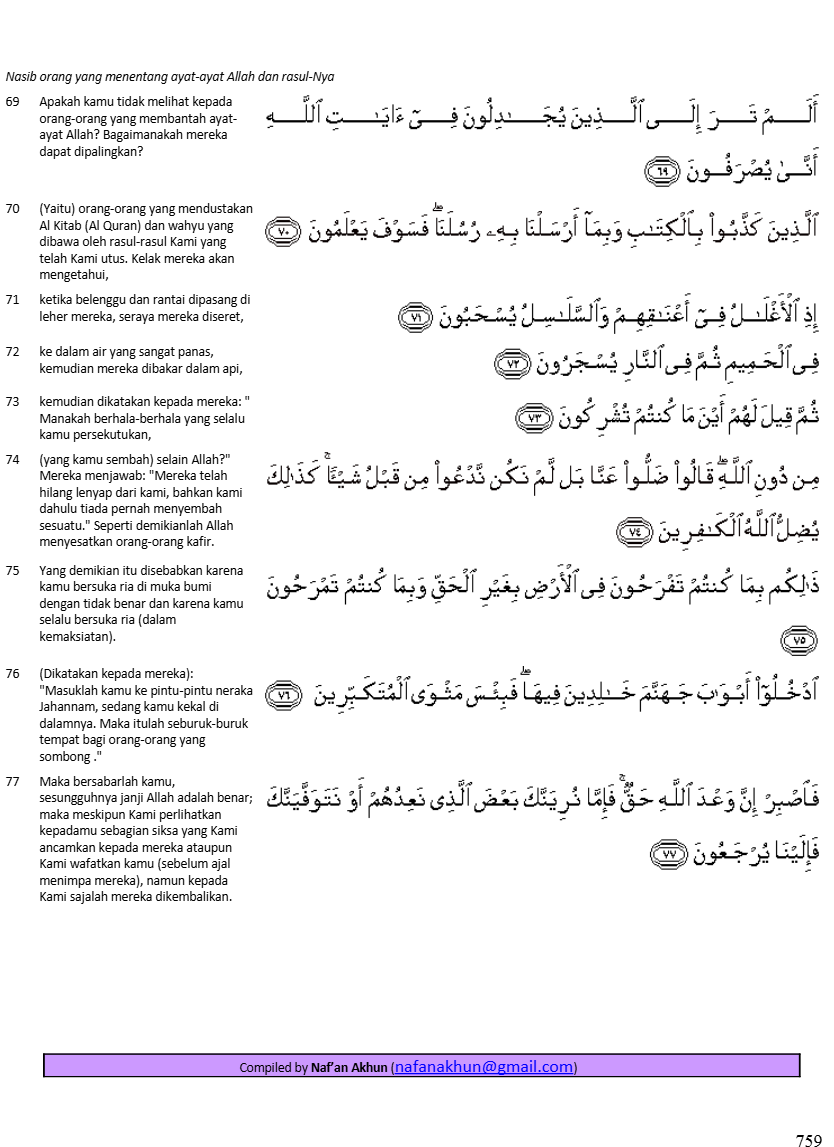 Nasib orang yang menentang ayat-ayat Allah dan rasul-Nya
69 Apakah kamu tidak melihat kepada
orang-orang yang membantah ayat-
ayat Allah? Bagaimanakah mereka
dapat dipalingkan?
أَلَمْ تَرَ إِلَى ٱلَّذِينَ يُجَـٰدِلُونَ فِىٓ ءَايَـٰتِ ٱللَّهِ
أَنَّىٰ يُصْرَفُونَ ٦٩
70 (Yaitu) orang-orang yang mendustakan
Al Kitab (Al Quran) dan wahyu yang
dibawa oleh rasul-rasul Kami yang
telah Kami utus. Kelak mereka akan
mengetahui,
ٱلَّذِينَ كَذَّبُوا۟ بِٱلْكِتَـٰبِ وَبِمَآ أَرْسَلْنَا بِهِۦ رُسُلَنَا ۖ فَسَوْفَ يَعْلَمُونَ ٧٠
71 ketika belenggu dan rantai dipasang di
leher mereka, seraya mereka diseret,
إِذِ ٱلْأَغْلَـٰلُ فِىٓ أَعْنَـٰقِهِمْ وَٱلسَّلَـٰسِلُ يُسْحَبُونَ ٧١
72 ke dalam air yang sangat panas,
kemudian mereka dibakar dalam api,
فِى ٱلْحَمِيمِ ثُمَّ فِى ٱلنَّارِ يُسْجَرُونَ ٧٢
73 kemudian dikatakan kepada mereka: "
Manakah berhala-berhala yang selalu
kamu persekutukan,
ثُمَّ قِيلَ لَهُمْ أَيْنَ مَا كُنتُمْ تُشْرِكُونَ ٧٣
74 (yang kamu sembah) selain Allah?"
Mereka menjawab: "Mereka telah
hilang lenyap dari kami, bahkan kami
dahulu tiada pernah menyembah
sesuatu." Seperti demikianlah Allah
menyesatkan orang-orang kafir.
مِن دُونِ ٱللَّهِ ۖ قَالُوا۟ ضَلُّوا۟ عَنَّا بَل لَّمْ نَكُن نَّدْعُوا۟ مِن قَبْلُ شَيْـًٔا ۚ كَذَٰلِكَ
يُضِلُّ ٱللَّهُ ٱلْكَـٰفِرِينَ ٧٤
75 Yang demikian itu disebabkan karena
kamu bersuka ria di muka bumi
dengan tidak benar dan karena kamu
selalu bersuka ria (dalam
kemaksiatan).
ذَٰلِكُم بِمَا كُنتُمْ تَفْرَحُونَ فِى ٱلْأَرْضِ بِغَيْرِ ٱلْحَقِّ وَبِمَا كُنتُمْ تَمْرَحُونَ
٧٥
76 (Dikatakan kepada mereka):
"Masuklah kamu ke pintu-pintu neraka
Jahannam, sedang kamu kekal di
dalamnya. Maka itulah seburuk-buruk
tempat bagi orang-orang yang
sombong ."
ٱدْخُلُوٓا۟ أَبْوَٰبَ جَهَنَّمَ خَـٰلِدِينَ فِيهَا ۖ فَبِئْسَ مَثْوَى ٱلْمُتَكَبِّرِينَ ٧٦
77 Maka bersabarlah kamu,
sesungguhnya janji Allah adalah benar;
maka meskipun Kami perlihatkan
kepadamu sebagian siksa yang Kami
ancamkan kepada mereka ataupun
Kami wafatkan kamu (sebelum ajal
menimpa mereka), namun kepada
Kami sajalah mereka dikembalikan.
فَٱصْبِرْ إِنَّ وَعْدَ ٱللَّهِ حَقٌّ ۚ فَإِمَّا نُرِيَنَّكَ بَعْضَ ٱلَّذِى نَعِدُهُمْ أَوْ نَتَوَفَّيَنَّكَ
فَإِلَيْنَا يُرْجَعُونَ ٧٧
Compiled by Naf’an Akhun (nafanakhun@gmail.com)
759